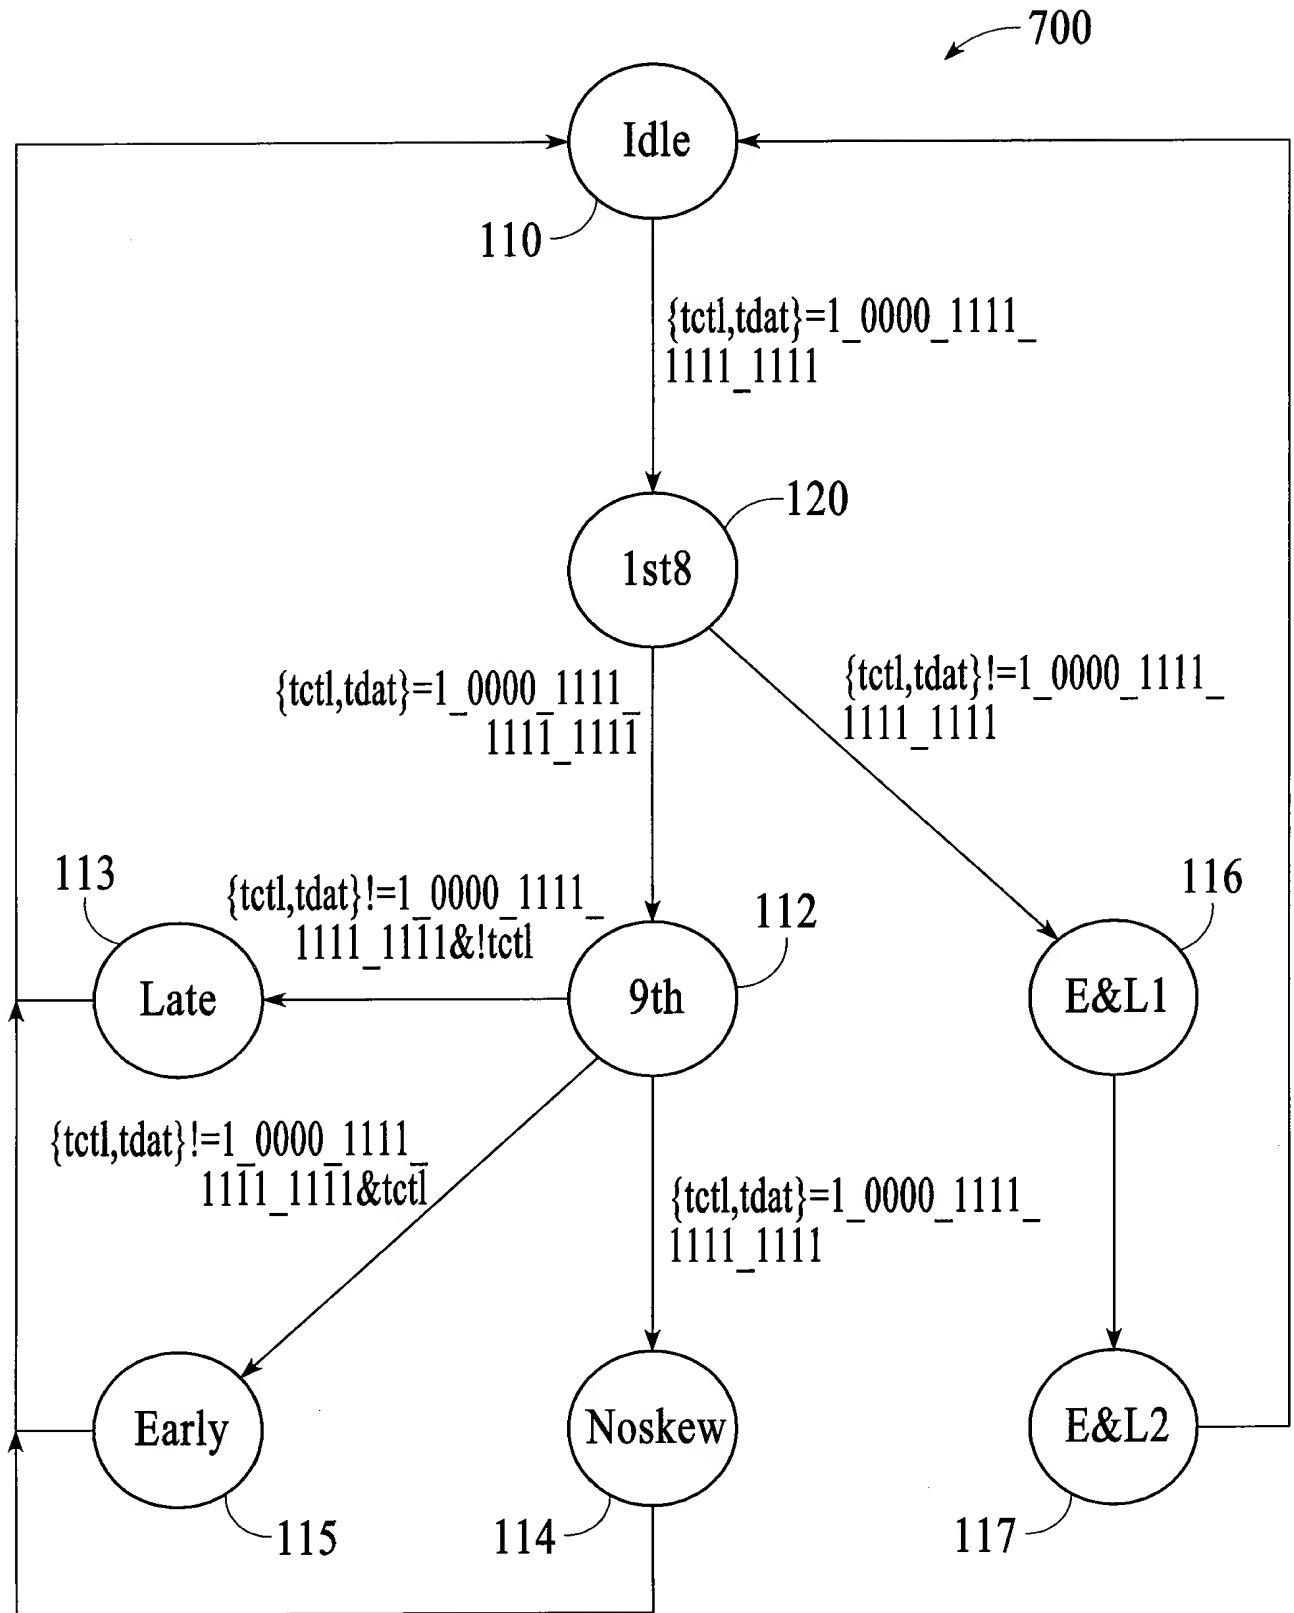 700
Idle
110
{tctl,tdat}=1_0000_1111_
1111_1111
120
1st8
{tctl,tdat}=1_0000_1111_
1111_1111
{tctl,tdat}!=1_0000_1111_
1111_1111
113
{tctl,tdat}!=1_0000_1111_
1111_1111&!tctl
112
116
Late
9th
E&L1
{tctl,tdat}!=1_0000_1111_
1111_1111&tctl
{tctl,tdat}=1_0000_1111_
1111_1111
Early
Noskew
E&L2
115
114
117